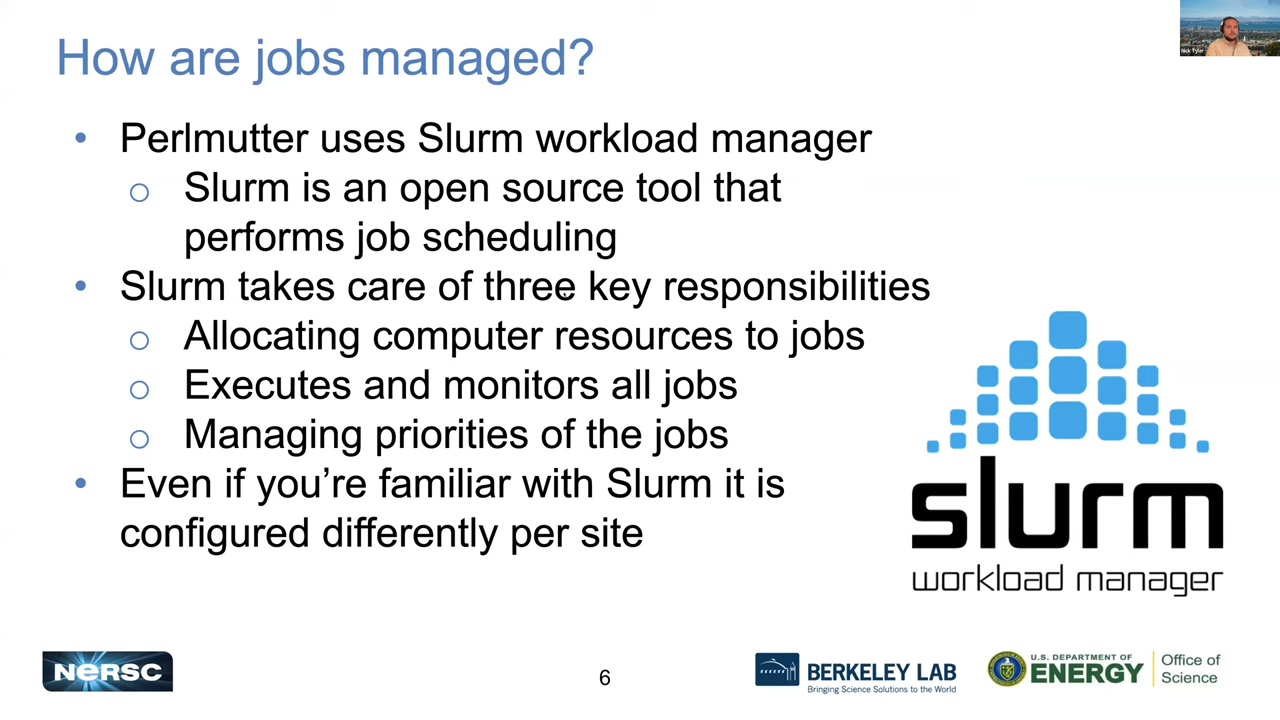 Nick Tyler
How are jobs managed?
• Perlmutter uses Slurm workload manager
o Slurm is an open source tool that
performs job scheduling
• Slurm takes care of three key responsibilities
o Allocating computer resources to jobs
o Executes and monitors all jobs
o Managing priorities of the jobs
• Even if you’re familiar with Slurm it is
configured differently per site
slurm
workload manager
NERSC
6
BERKELEY LAB
Bringing Science Solutions to the World
U.S. DEPARTMENT OF
ENERGY
Office of
Science